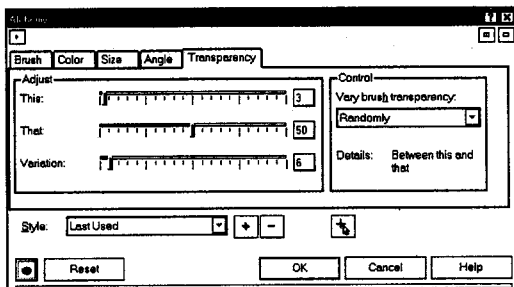 Alchemy
Brush Color Size Angle Transparency
Adjust
This: 3
That: 50
Variation: 6
Control
Vary brush transparency:
Randomly
Details: Between this and
that
Style: Last Used + -
Reset OK Cancel Help